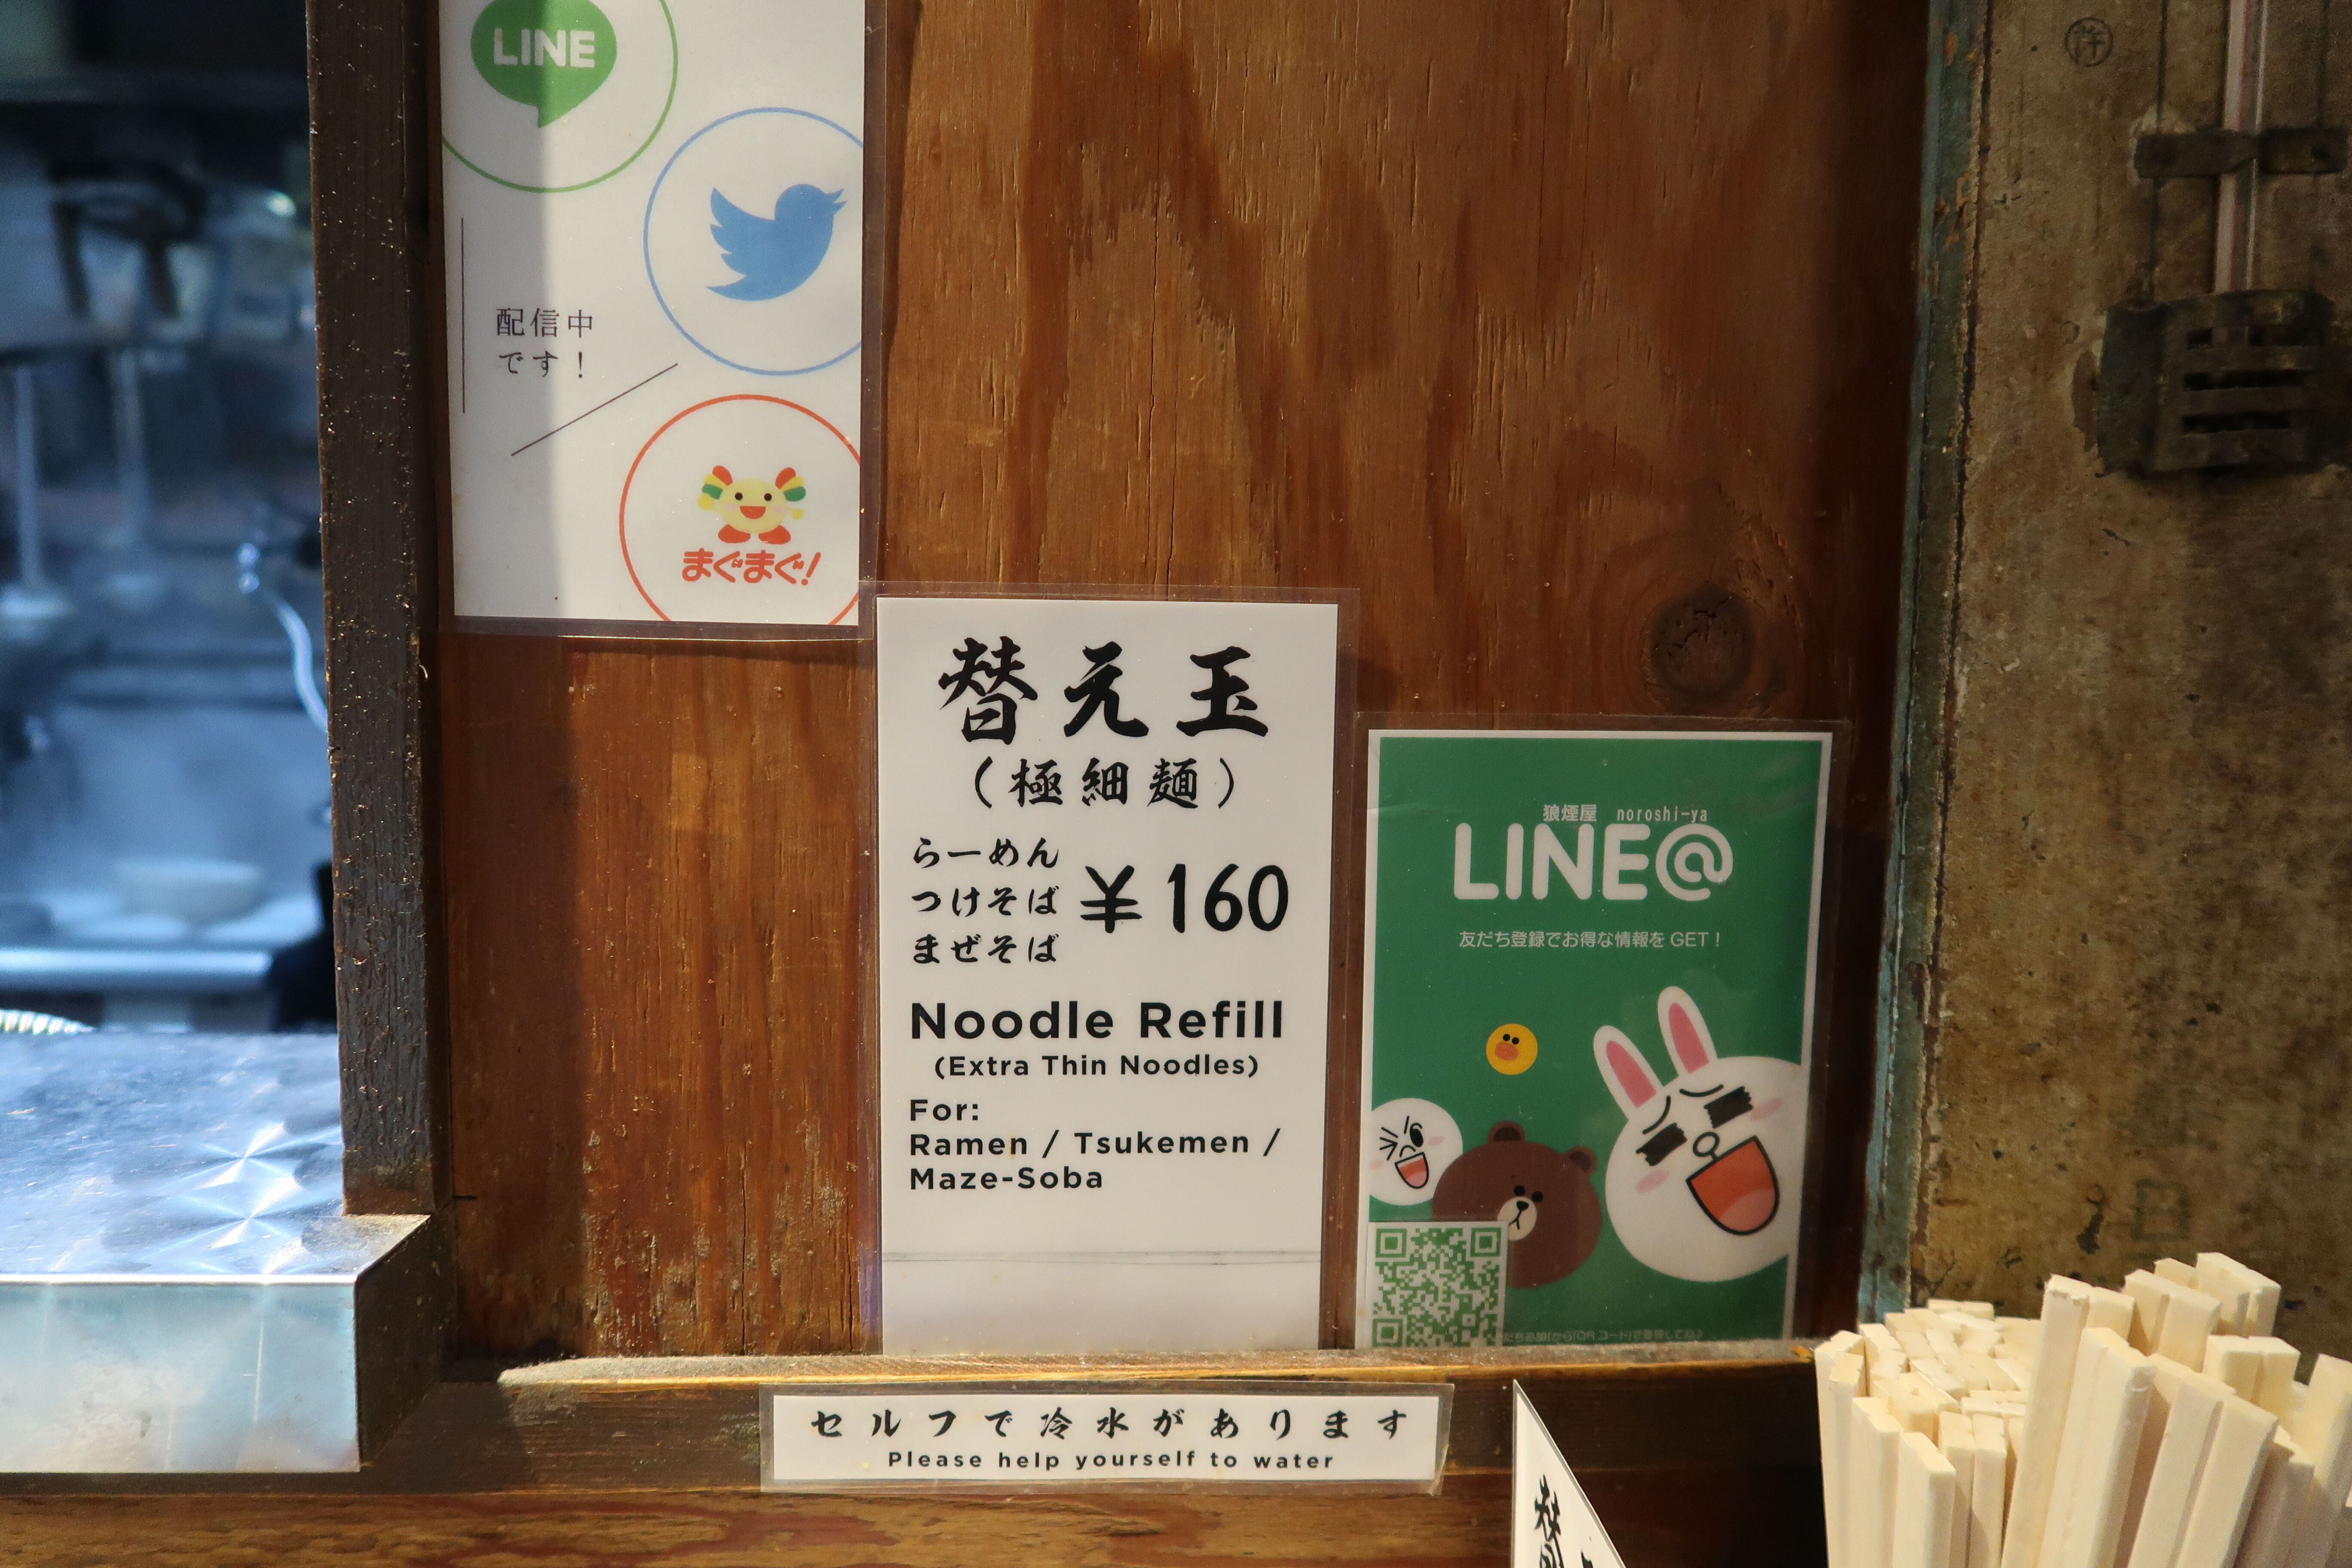 LINE
配信中
です！
まぐまぐ！
替元玉
（極細麺）
らーめん
つけそば
まぜそば
¥160
Noodle Refill
(Extra Thin Noodles)
For:
Ramen / Tsukemen /
Maze-Soba
狼煙屋 noroshi-ya
LINE@
友だち登録でお得な情報をGET！
セルフで冷水があります
Please help yourself to water
替